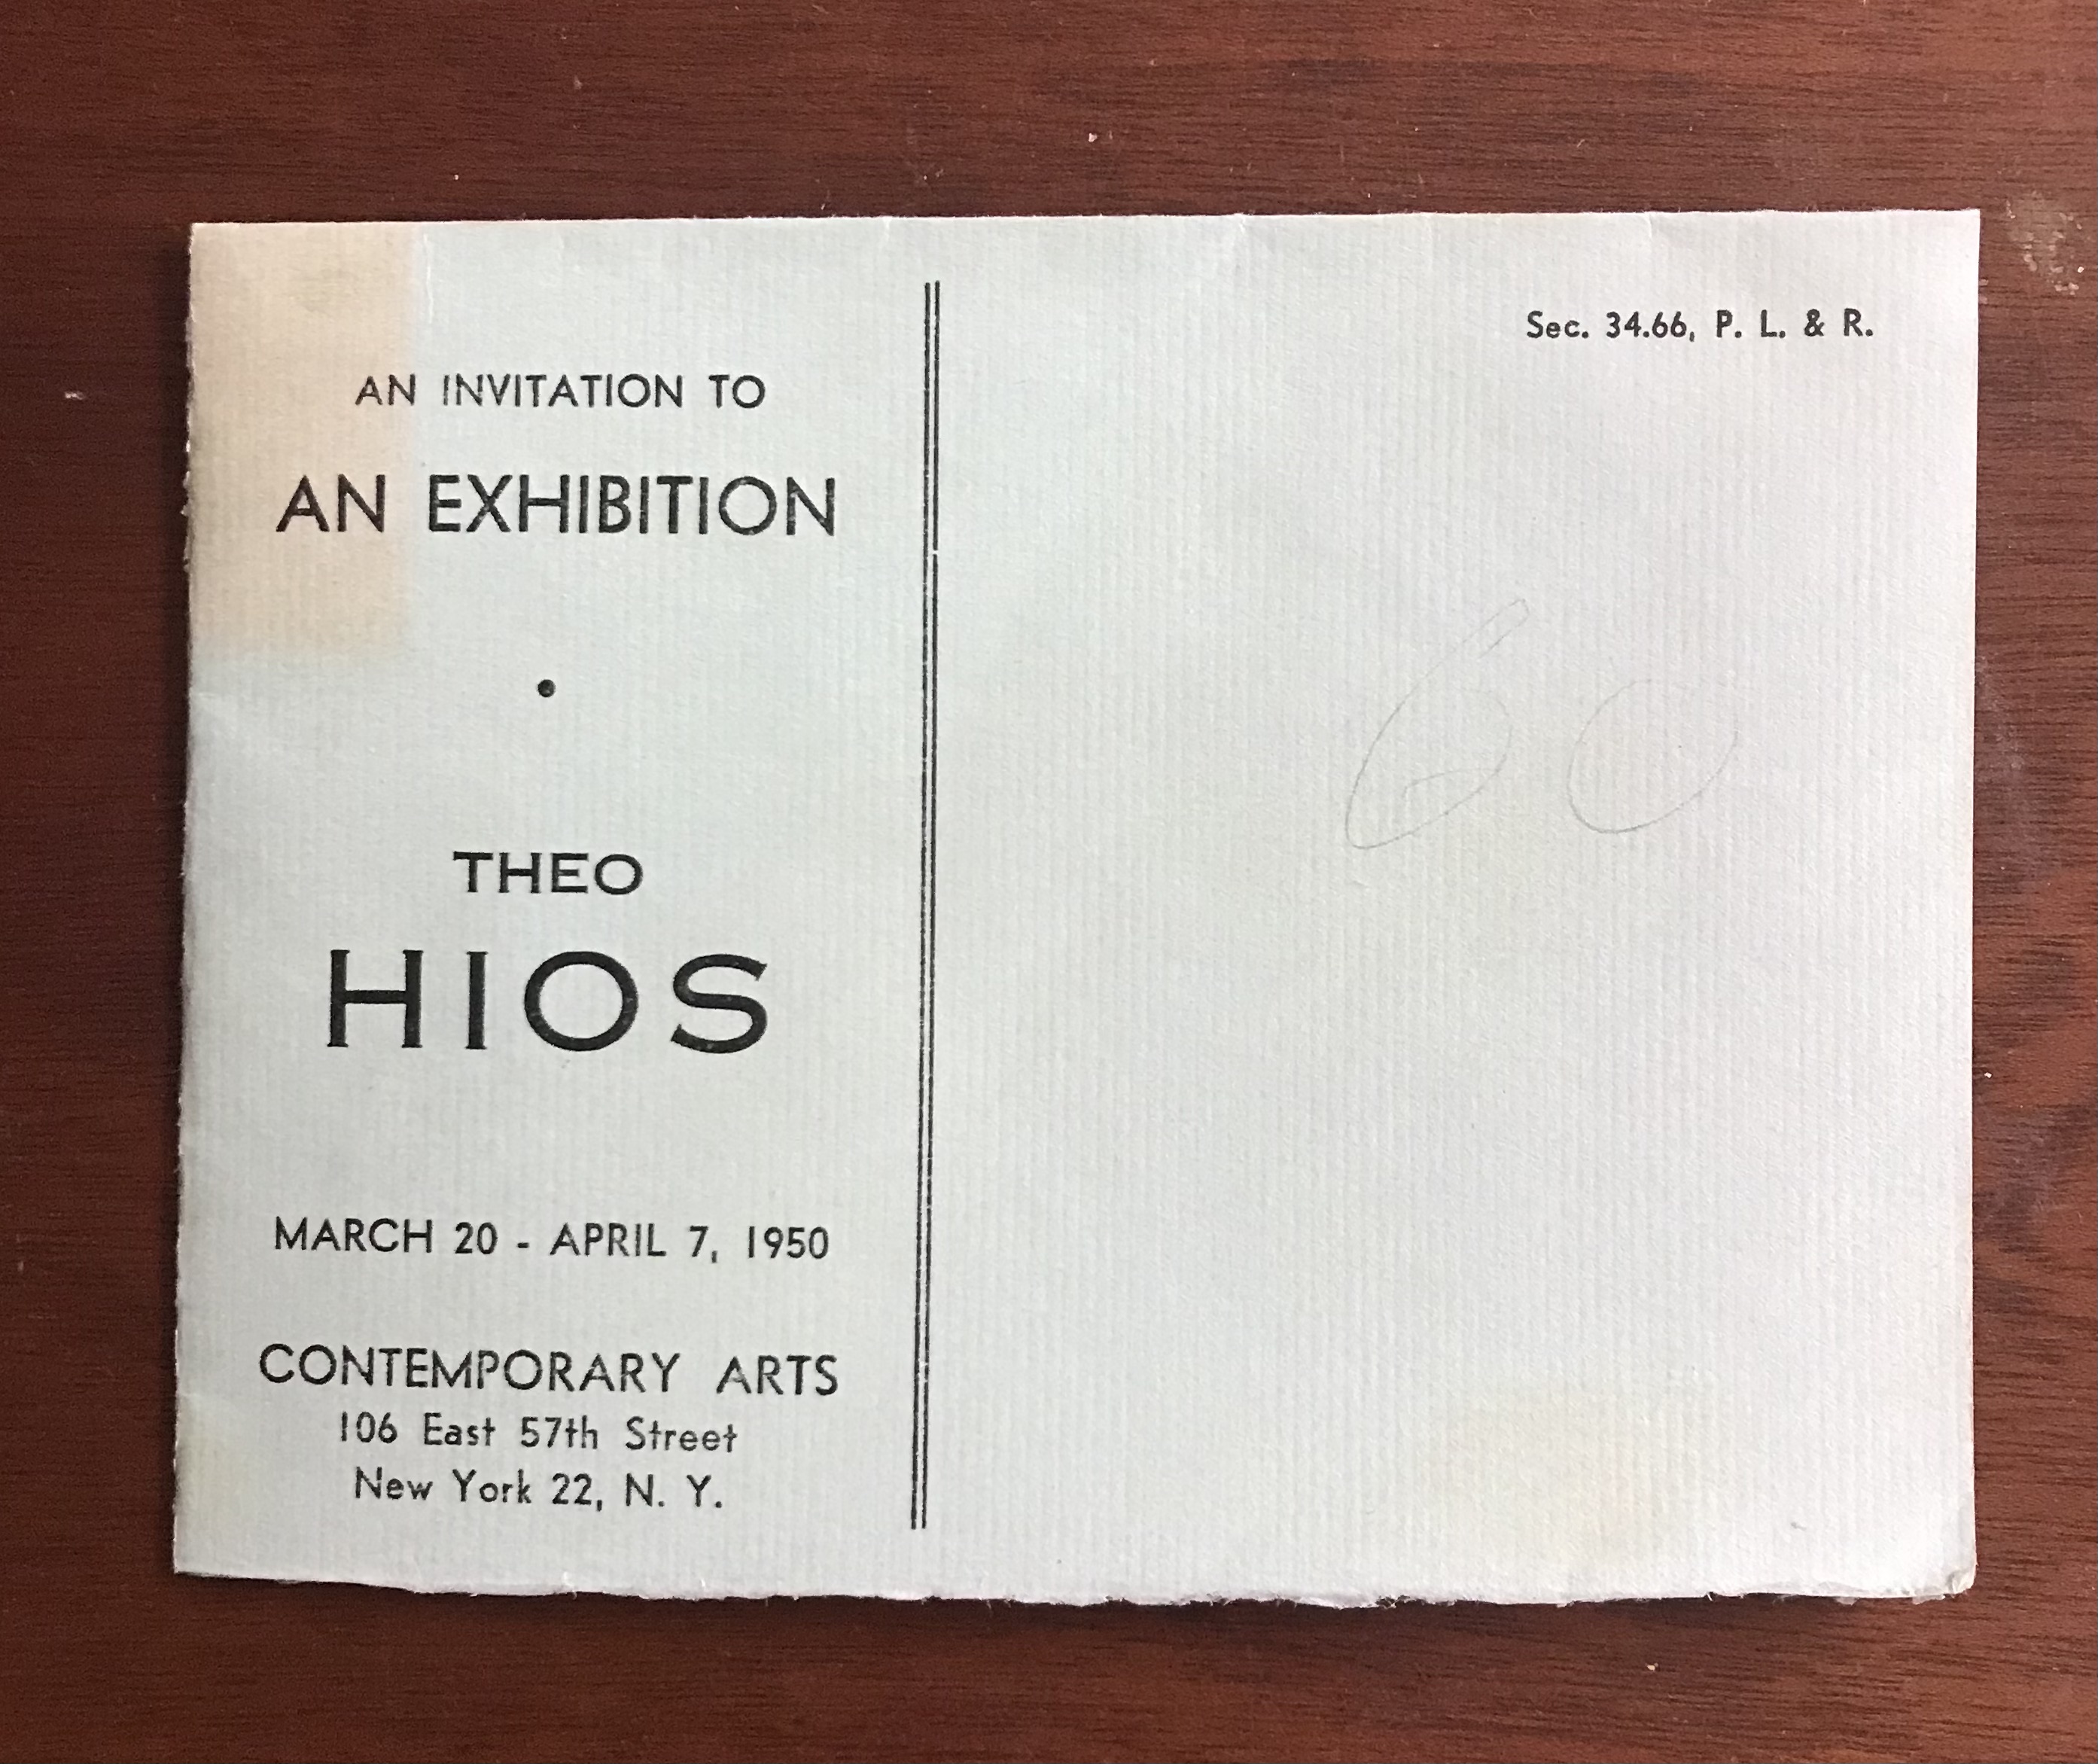 AN INVITATION TO
AN EXHIBITION
•
THEO
HIOS
MARCH 20 - APRIL 7, 1950
CONTEMPORARY ARTS
106 East 57th Street
New York 22, N. Y.
Sec. 34.66, P. L. & R.
60